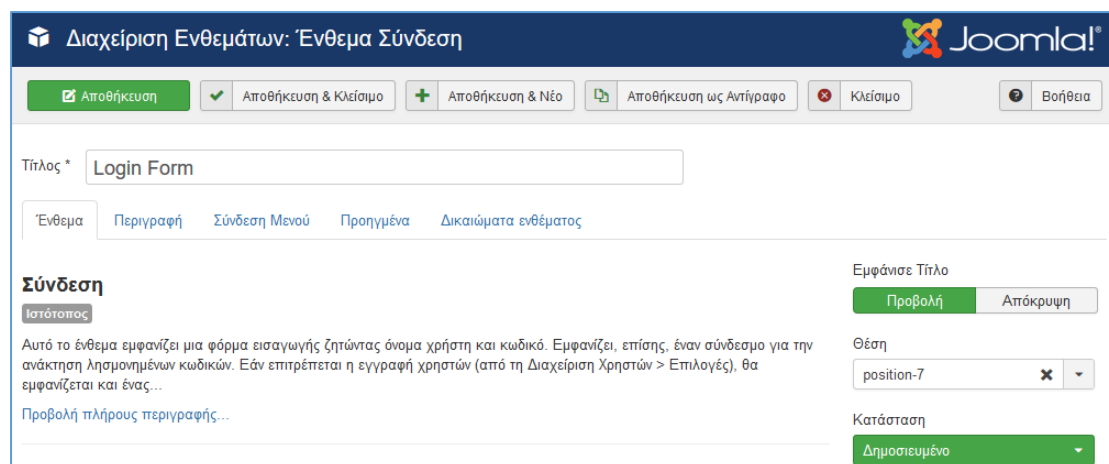 Διαχείριση Ενθεμάτων: Ένθεμα Σύνδεση
Joomla!®
Αποθήκευση Αποθήκευση & Κλείσιμο Αποθήκευση & Νέο Αποθήκευση ως Αντίγραφο Κλείσιμο Βοήθεια
Τίτλος * Login Form
Ένθεμα Περιγραφή Σύνδεση Μενού Προηγμένα Δικαιώματα ενθέματος
Σύνδεση
Ιστότοπος
Αυτό το ένθεμα εμφανίζει μια φόρμα εισαγωγής ζητώντας όνομα χρήστη και κωδικό. Εμφανίζει, επίσης, έναν σύνδεσμο για την
ανάκτηση λησμονημένων κωδικών. Εάν επιτρέπεται η εγγραφή χρηστών (από τη Διαχείριση Χρηστών > Επιλογές), θα
εμφανίζεται και ένας...
Προβολή πλήρους περιγραφής...
Εμφάνισε Τίτλο
Προβολή Απόκρυψη
Θέση
position-7
Κατάσταση
Δημοσιευμένο